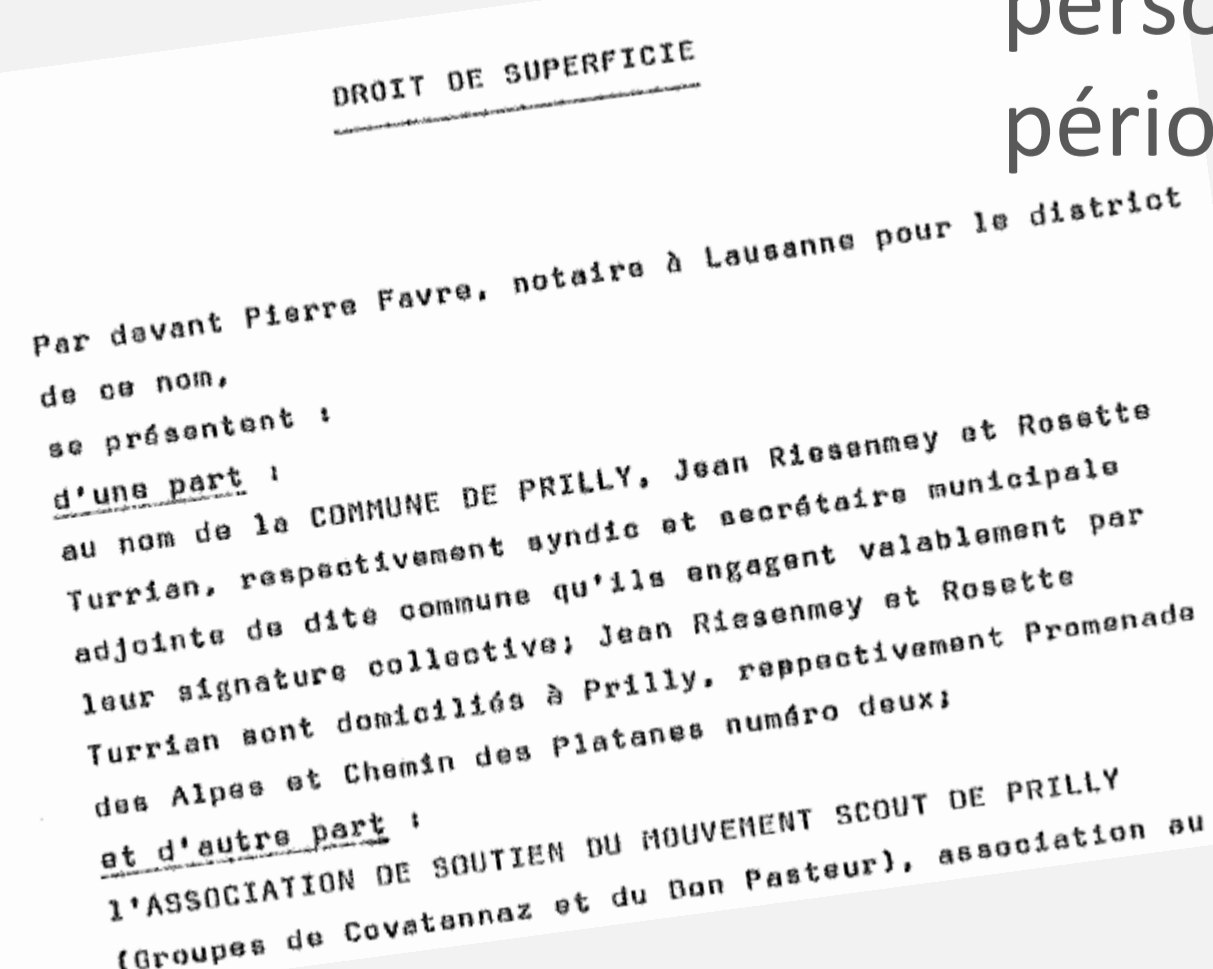 perso
pério
DROIT DE SUPERFICIE
Par devant Pierre Favre, notaire à Lausanne pour le district
de ce nom,
se présentent :
d'une part :
au nom de la COMMUNE DE PRILLY, Jean Riesenmey et Rosette
Turrian, respectivement syndic et secrétaire municipale
adjointe de dite commune qu'ils engagent valablement par
leur signature collective; Jean Riesenmey et Rosette
Turrian sont domiciliés à Prilly, reppectivement Promenade
des Alpes et Chemin des Platanes numéro deux;
et d'autre part :
l'ASSOCIATION DE SOUTIEN DU MOUVEMENT SCOUT DE PRILLY
(Groupes de Covatannaz et du Bon Pasteur), association au